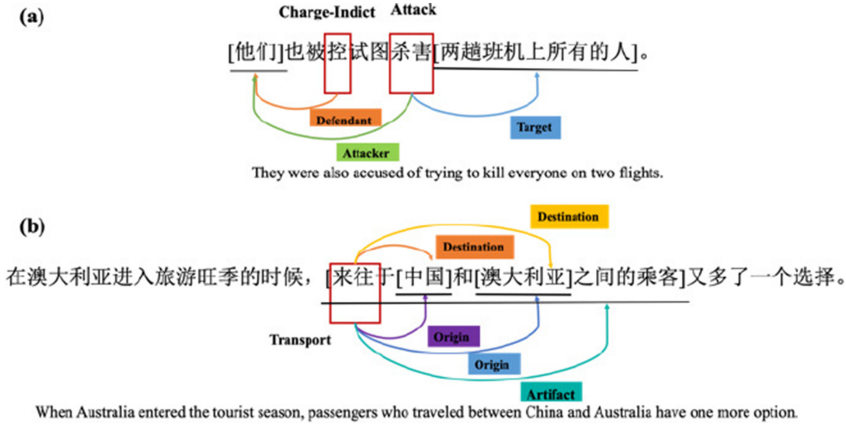 (a)
Charge-Indict Attack
[他们]也被控试图杀害[两趟班机上所有的人]。
Defendant
Target
Attacker
They were also accused of trying to kill everyone on two flights.
(b)
Destination
Destination
在澳大利亚进入旅游旺季的时候，[来往于[中国]和[澳大利亚]之间的乘客]又多了一个选择。
Transport
Origin
Origin
Artifact
When Australia entered the tourist season, passengers who traveled between China and Australia have one more option.